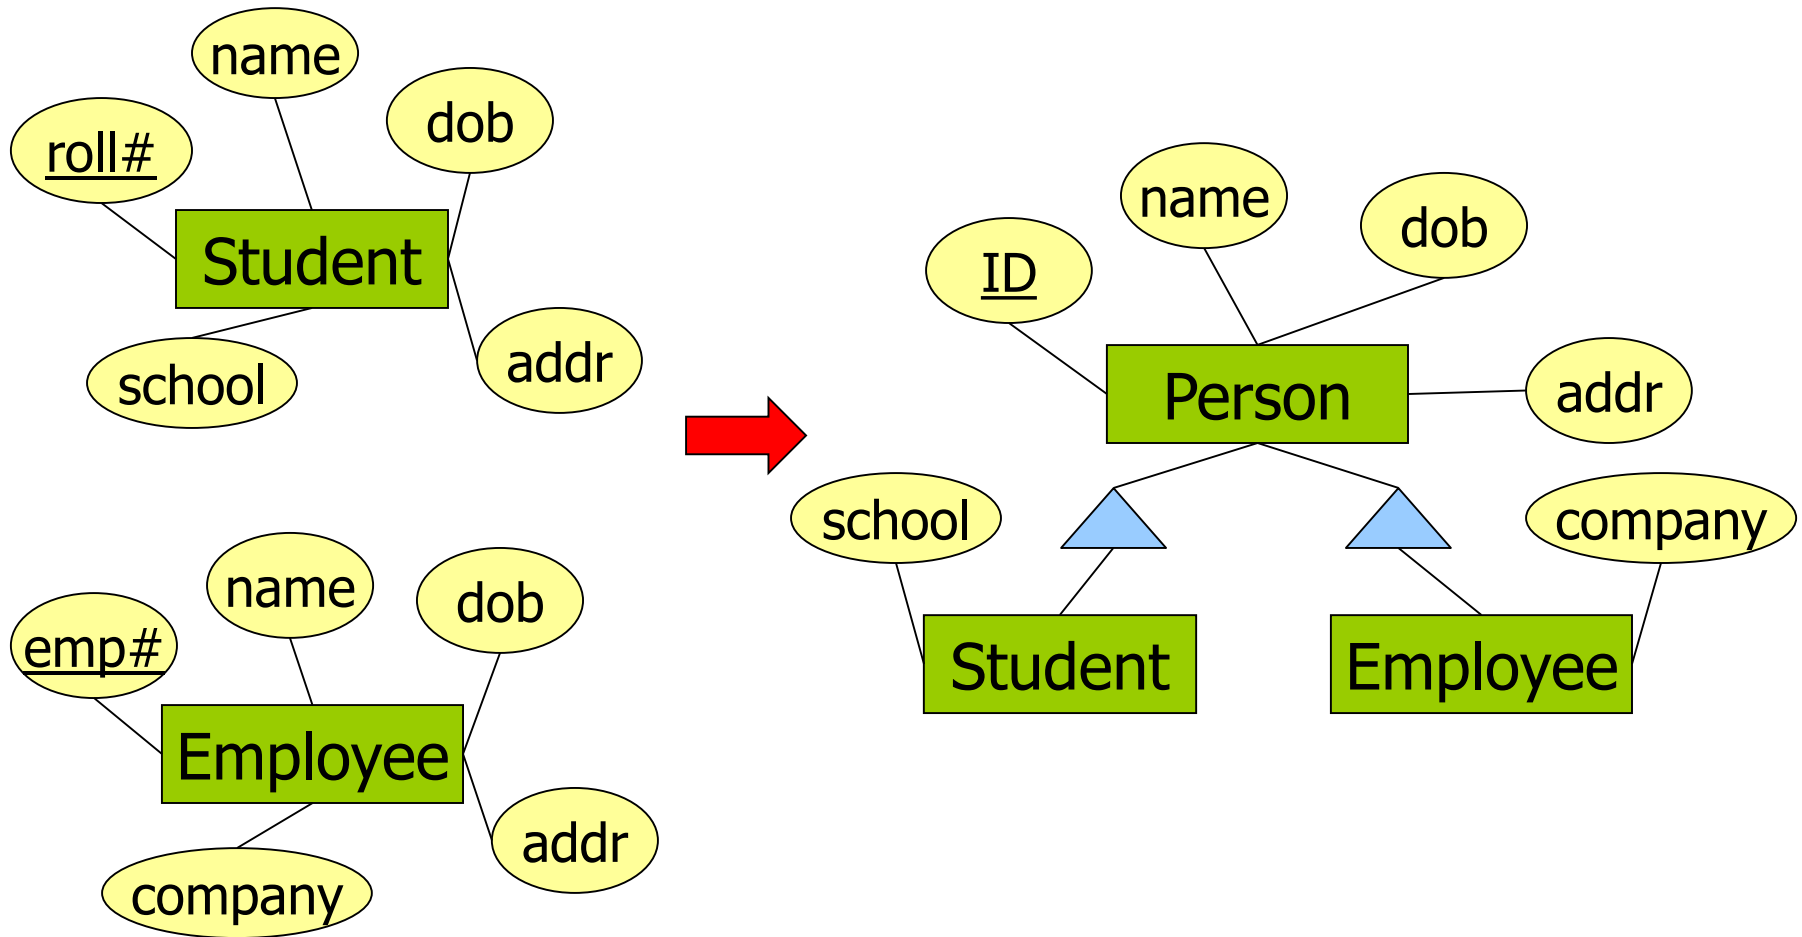 name
dob
roll#
Student
school
addr
name
dob
emp#
Employee
addr
company
name
dob
ID
Person
addr
school
company
Student
Employee